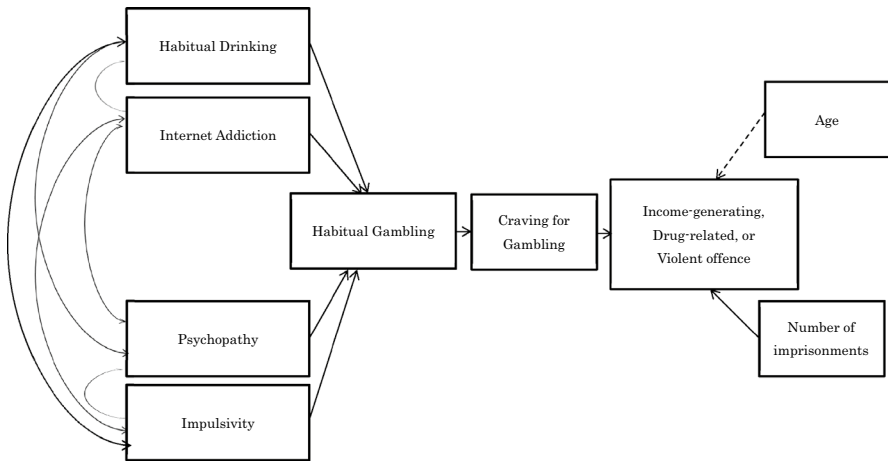 Habitual Drinking
Internet Addiction
Age
Habitual Gambling
Craving for
Gambling
Income-generating,
Drug-related, or
Violent offence
Psychopathy
Number of
imprisonments
Impulsivity